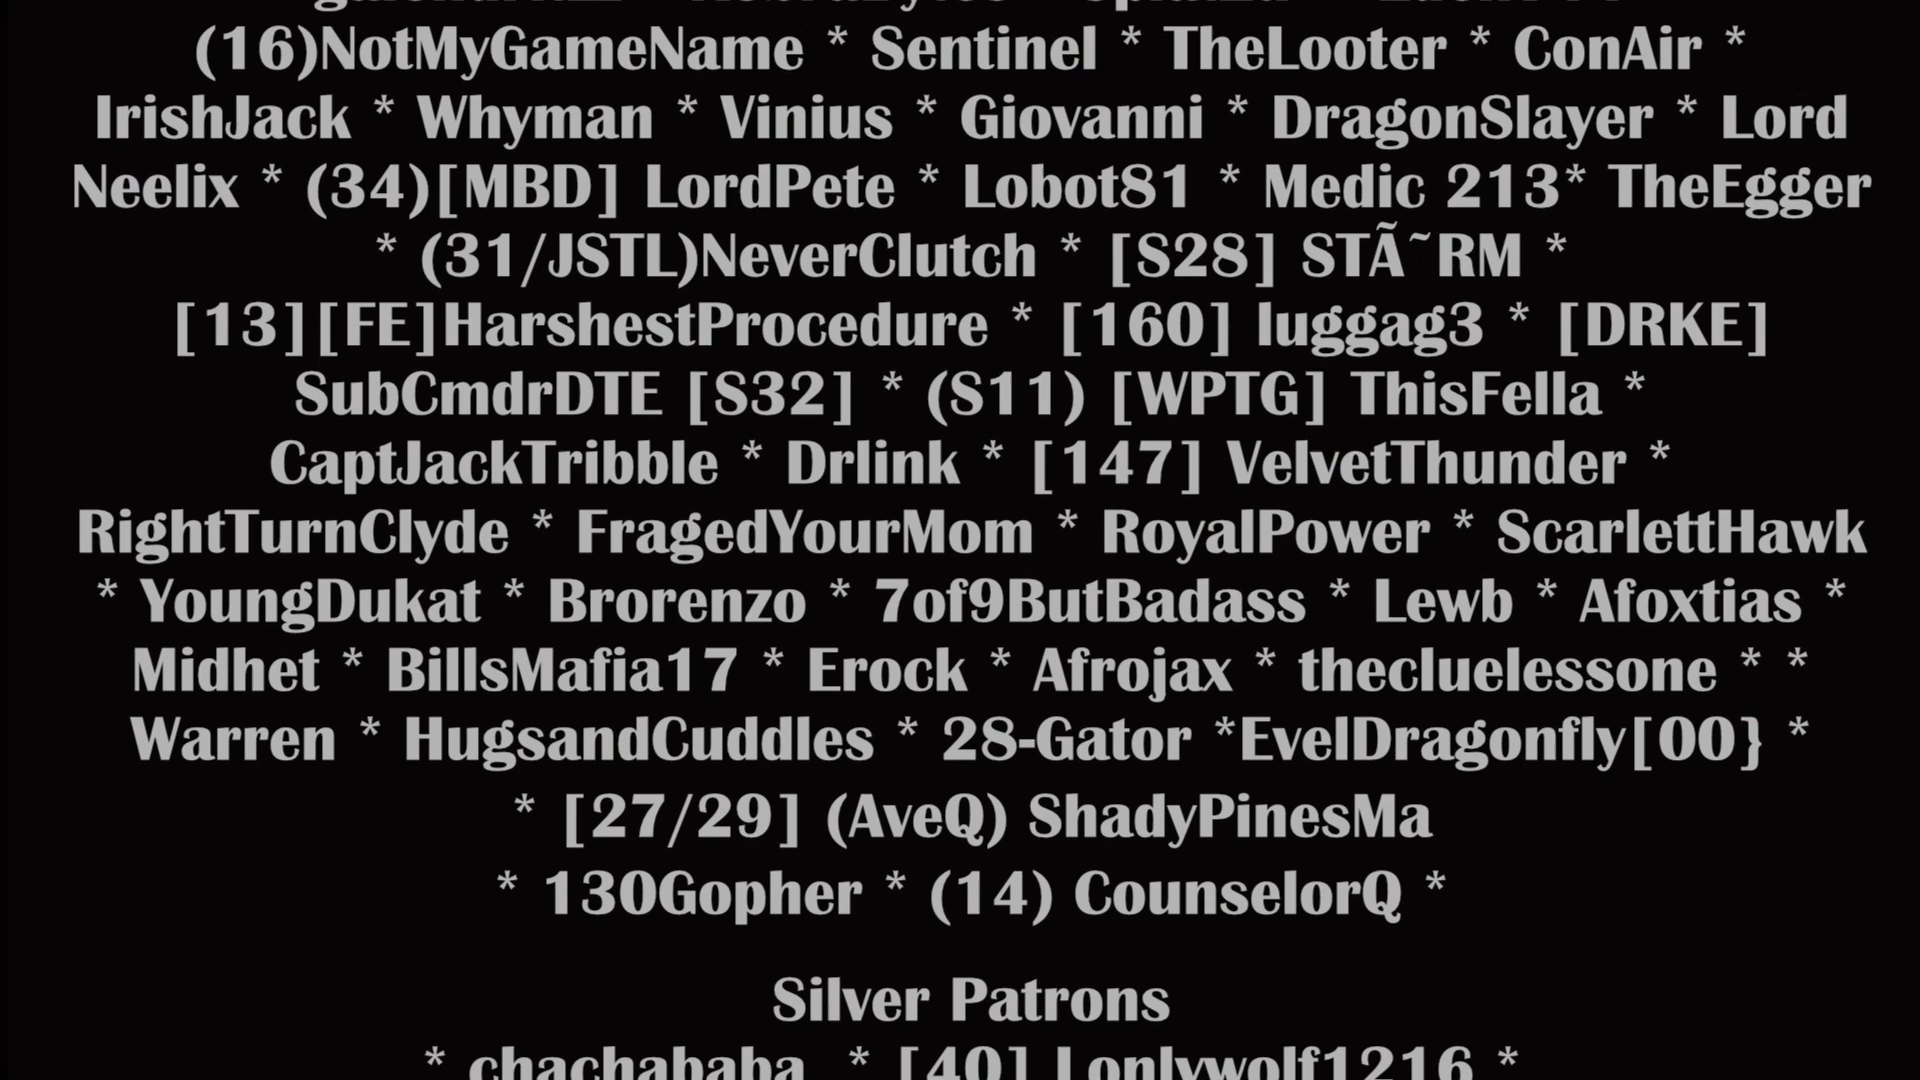 (16)NotMyGameName * Sentinel * TheLooter * ConAir *
IrishJack * Whyman * Vinius * Giovanni * DragonSlayer * Lord
Neelix * (34)[MBD] LordPete * Lobot81 * Medic 213* TheEgger
* (31/JSTL)NeverClutch * [S28] STÃ˜RM *
[13][FE]HarshestProcedure * [160] luggag3 * [DRKE]
SubCmdrDTE [S32] * (S11) [WPTG] ThisFella *
CaptJackTribble * Drlink * [147] VelvetThunder *
RightTurnClyde * FragedYourMom * RoyalPower * ScarlettHawk
* YoungDukat * Brorenzo * 7of9ButBadass * Lewb * Afoxtias *
Midhet * BillsMafia17 * Erock * Afrojax * thecluelessone * *
Warren * HugsandCuddles * 28-Gator *EvelDragonfly[00} *
* [27/29] (AveQ) ShadyPinesMa
* 130Gopher * (14) CounselorQ *
Silver Patrons
* chachababa * [40] Lonlywolf1216 *